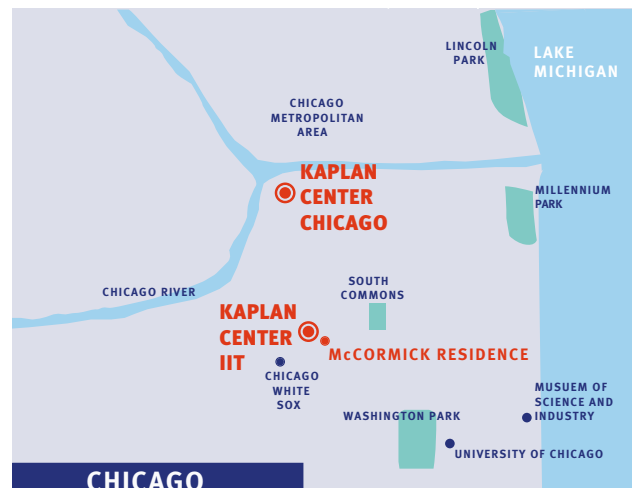 LINCOLN
PARK
LAKE
MICHIGAN
CHICAGO
METROPOLITAN
AREA
KAPLAN
CENTER
CHICAGO
MILLENNIUM
PARK
CHICAGO RIVER
SOUTH
COMMONS
KAPLAN
CENTER
IIT
McCORMICK RESIDENCE
CHICAGO
WHITE
SOX
WASHINGTON PARK
MUSUEM OF
SCIENCE AND
INDUSTRY
UNIVERSITY OF CHICAGO
CHICAGO